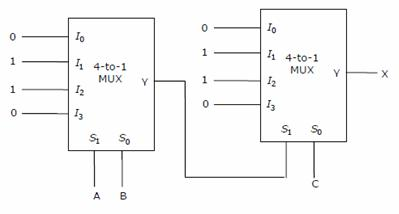 0 I0
1 I1
1 I2
0 I3
4-to-1
MUX
Y
S1 S0
A B
0 I0
1 I1
1 I2
0 I3
4-to-1
MUX
Y X
S1 S0
C